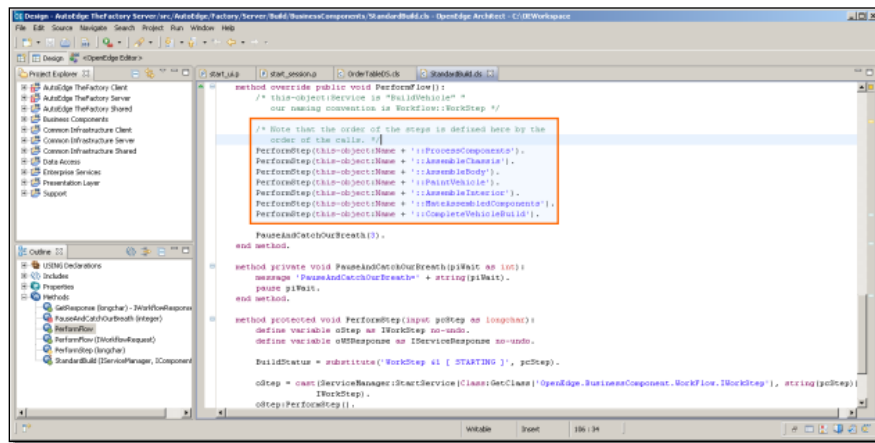 Design - AutoEdge TheFactory Server/src/AutoEdge/Factory/Server/Build/BusinessComponents/StandardBuild.cls - OpenEdge Architect - C:\OEWorkspace
File Edit Source Navigate Search Project Run Window Help
Design <OpenEdge Editor>
Project Explorer
start_ui.p start_session.p OrderTableDS.cls StandardBuild.cls
AutoEdge TheFactory Client
AutoEdge TheFactory Server
AutoEdge TheFactory Shared
Business Components
Common Infrastructure Client
Common Infrastructure Server
Common Infrastructure Shared
Data Access
Enterprise Services
Presentation Layer
Support
method override public void PerformFlow():
/* this-object:Service is "BuildVehicle" "
our naming convention is Workflow::WorkStep */
/* Note that the order of the steps is defined here by the
order of the calls. */
PerformStep(this-object:Name + '::ProcessComponents').
PerformStep(this-object:Name + '::AssembleChassis').
PerformStep(this-object:Name + '::AssembleBody').
PerformStep(this-object:Name + '::PaintVehicle').
PerformStep(this-object:Name + '::AssembleInterior').
PerformStep(this-object:Name + '::MateAssembledComponents').
PerformStep(this-object:Name + '::CompleteVehicleBuild').
PauseAndCatchOurBreath(3).
end method.
method private void PauseAndCatchOurBreath(piWait as int):
message 'PauseAndCatchOurBreath=' + string(piWait).
pause piWait.
end method.
method protected void PerformStep(input pcStep as longchar):
define variable oStep as IWorkStep no-undo.
define variable oWSResponse as IServiceResponse no-undo.
BuildStatus = substitute('WorkStep &1 [ STARTING ]', pcStep).
oStep = cast(ServiceManager:StartService(Class:GetClass('OpenEdge.BusinessComponent.WorkFlow.IWorkStep'), string(pcStep))
IWorkStep).
oStep:PerformStep().
Outline
USING Declarations
Includes
Properties
Methods
GetResponse (longchar) - IWorkflowResponse
PauseAndCatchOurBreath (integer)
PerformFlow
PerformFlow (IWorkflowRequest)
PerformStep (longchar)
StandardBuild (IServiceManager, IComponent
Writable Insert 106 : 34